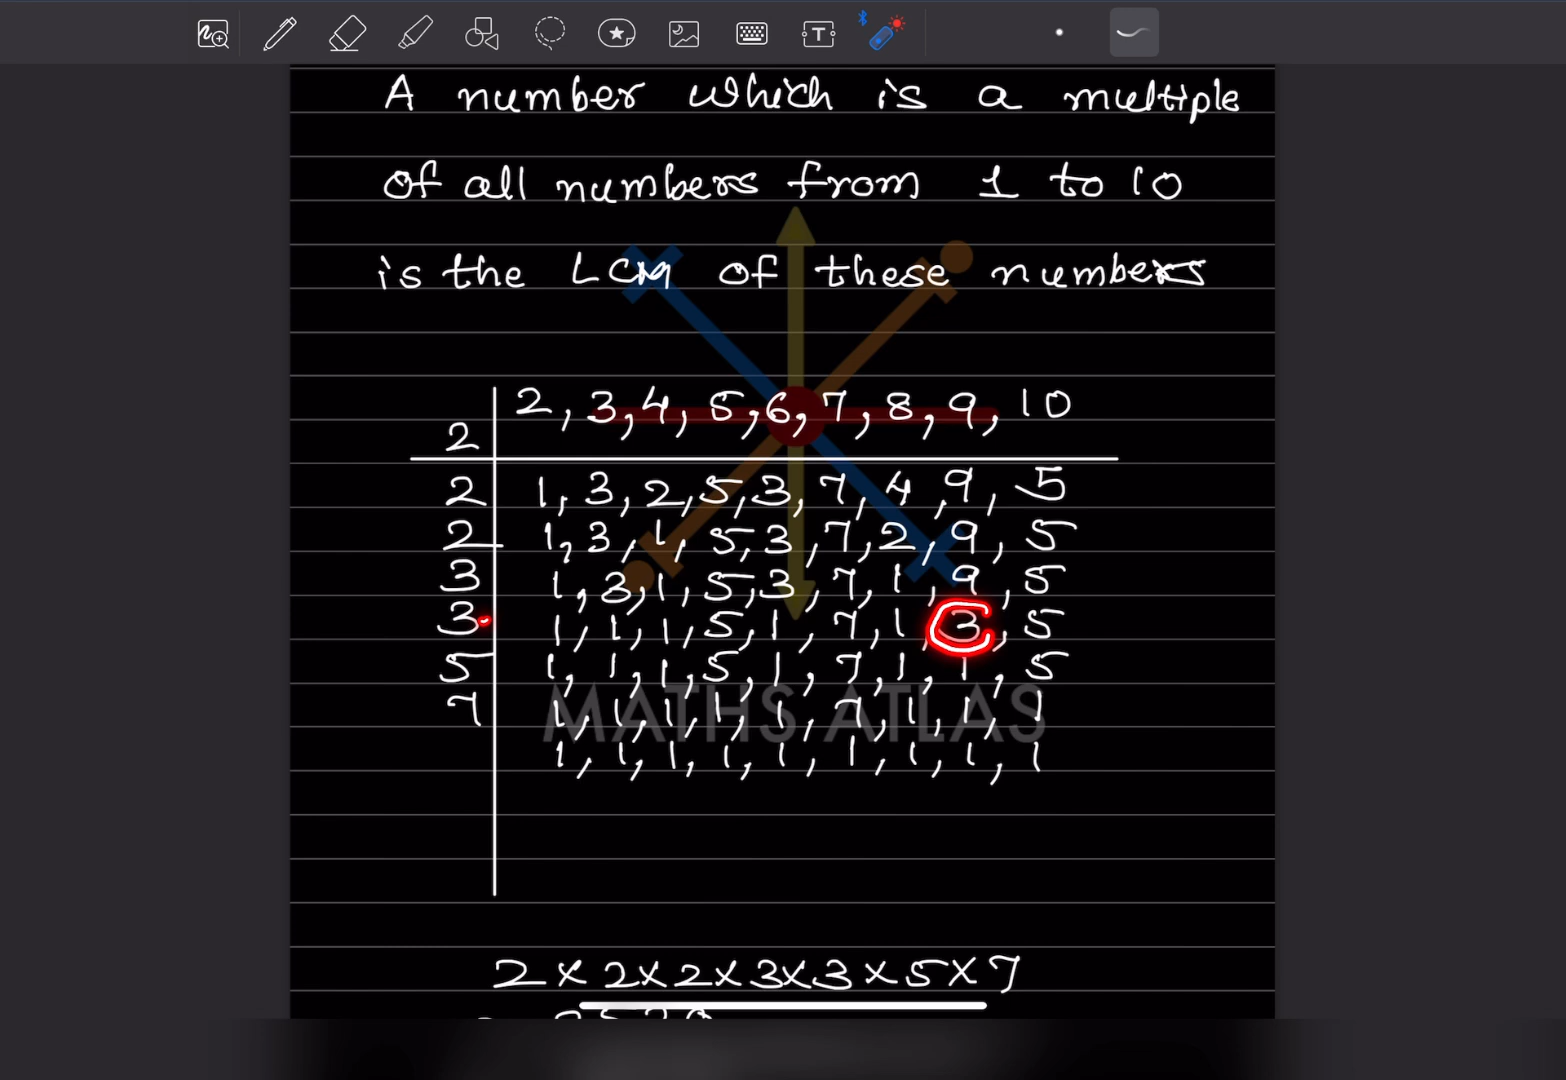 A number which is a multiple
of all numbers from 1 to 10
is the LCM of these numbers
2 | 2, 3, 4, 5, 6, 7, 8, 9, 10
2 | 1, 3, 2, 5, 3, 7, 4, 9, 5
2 | 1, 3, 1, 5, 3, 7, 2, 9, 5
3 | 1, 3, 1, 5, 3, 7, 1, 9, 5
3 | 1, 1, 1, 5, 1, 7, 1, 3, 5
5 | 1, 1, 1, 5, 1, 7, 1, 1, 5
7 | 1, 1, 1, 1, 1, 7, 1, 1, 1
1, 1, 1, 1, 1, 1, 1, 1, 1
MATHS ATLAS
2 × 2 × 2 × 3 × 3 × 5 × 7